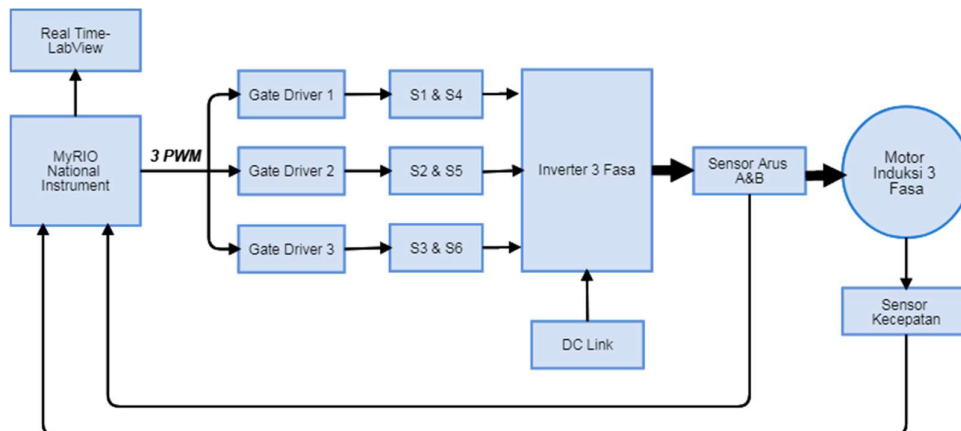 Real Time-
LabView
MyRIO
National
Instrument
3 PWM
Gate Driver 1
S1 & S4
Gate Driver 2
S2 & S5
Gate Driver 3
S3 & S6
Inverter 3 Fasa
DC Link
Sensor Arus
A&B
Motor
Induksi 3
Fasa
Sensor
Kecepatan